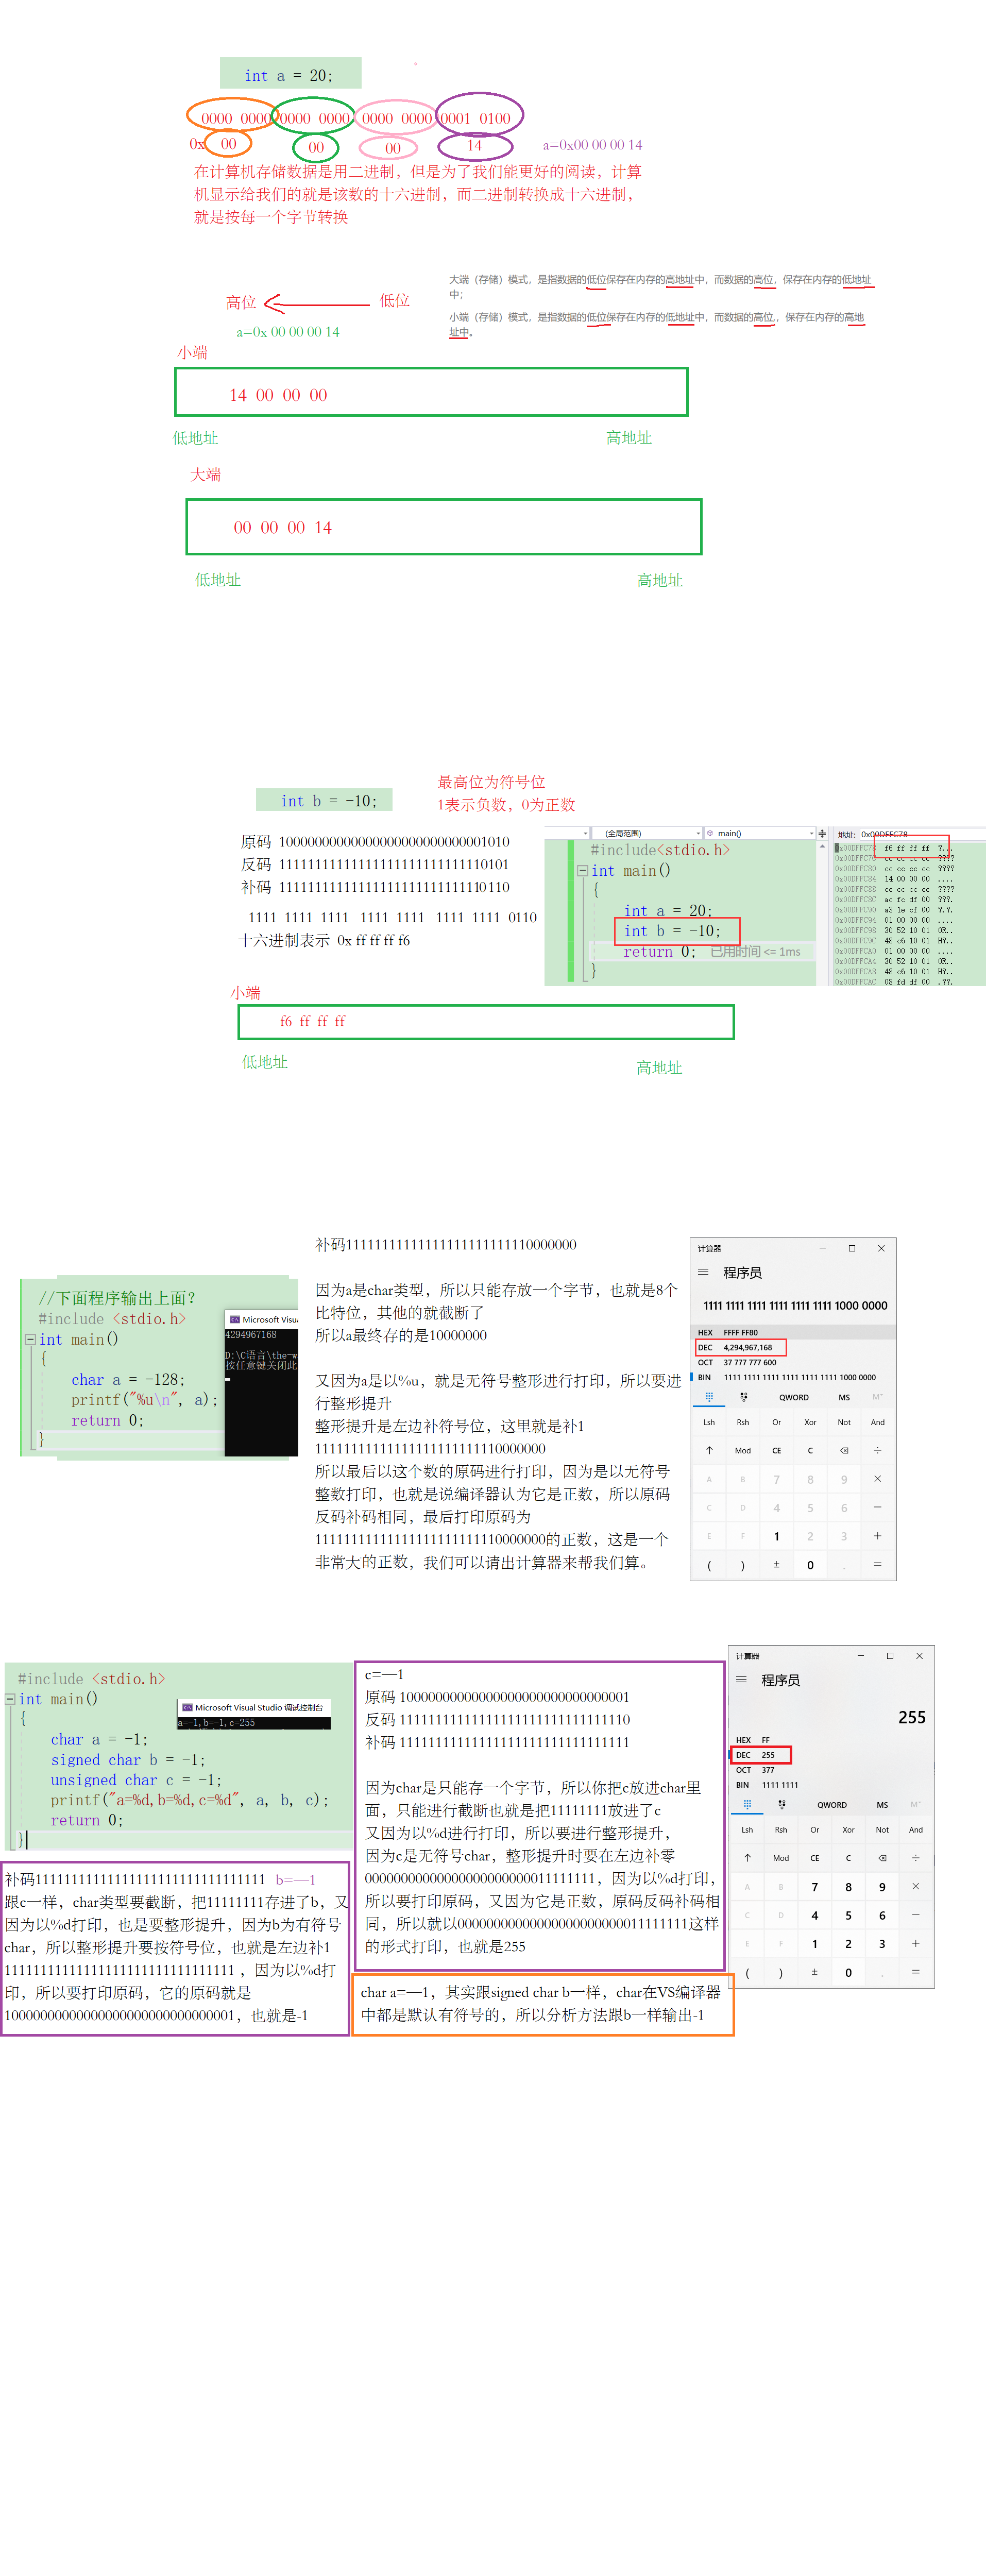 int a = 20;
0000 0000 0000 0000 0000 0000 0001 0100
0x 00 00 00 14 a=0x00 00 00 14
在计算机存储数据是用二进制，但是为了我们能更好的阅读，计算
机显示给我们的就是该数的十六进制，而二进制转换成十六进制，
就是按每一个字节转换
大端（存储）模式，是指数据的低位保存在内存的高地址中，而数据的高位，保存在内存的低地址
中；
小端（存储）模式，是指数据的低位保存在内存的低地址中，而数据的高位,，保存在内存的高地
址中。
高位 低位
a=0x 00 00 00 14
小端
14 00 00 00
低地址 高地址
大端
00 00 00 14
低地址 高地址
最高位为符号位
1表示负数，0为正数
int b = -10;
原码 10000000000000000000000000001010
反码 11111111111111111111111111110101
补码 11111111111111111111111111110110
1111 1111 1111 1111 1111 1111 1111 0110
十六进制表示 0x ff ff ff f6
(全局范围) main()
#include<stdio.h>
int main()
{
int a = 20;
int b = -10;
return 0; 已用时间 <= 1ms
}
地址: 0x00DFFC78
0x00DFFC78 f6 ff ff ff ?...
0x00DFFC7C cc cc cc cc ????
0x00DFFC80 cc cc cc cc ????
0x00DFFC84 14 00 00 00 ....
0x00DFFC88 cc cc cc cc ????
0x00DFFC8C ac fc df 00 ???.
0x00DFFC90 a3 1e cf 00 ?.?.
0x00DFFC94 01 00 00 00 ....
0x00DFFC98 30 52 10 01 0R..
0x00DFFC9C 48 c6 10 01 H?..
0x00DFFCA0 01 00 00 00 ....
0x00DFFCA4 30 52 10 01 0R..
0x00DFFCA8 48 c6 10 01 H?..
0x00DFFCAC 08 fd df 00 .??.
小端
f6 ff ff ff
低地址 高地址
//下面程序输出上面？
#include <stdio.h>
int main()
{
char a = -128;
printf("%u\n", a);
return 0;
}
Microsoft Visu
4294967168
D:\C语言\the-w
按任意键关闭此
补码11111111111111111111111110000000
因为a是char类型，所以只能存放一个字节，也就是8个
比特位，其他的就截断了
所以a最终存的是10000000
又因为a是以%u，就是无符号整形进行打印，所以要进
行整形提升
整形提升是左边补符号位，这里就是补1
11111111111111111111111110000000
所以最后以这个数的原码进行打印，因为是以无符号
整数打印，也就是说编译器认为它是正数，所以原码
反码补码相同，最后打印原码为
11111111111111111111111110000000的正数，这是一个
非常大的正数，我们可以请出计算器来帮我们算。
计算器
程序员
1111 1111 1111 1111 1111 1111 1000 0000
HEX FFFF FF80
DEC 4,294,967,168
OCT 37 777 777 600
BIN 1111 1111 1111 1111 1111 1111 1000 0000
QWORD MS M˅
Lsh Rsh Or Xor Not And
↑ Mod CE C ⌫ ÷
A B 7 8 9 ×
C D 4 5 6 −
E F 1 2 3 +
( ) ± 0 . =
#include <stdio.h>
int main()
{
char a = -1;
signed char b = -1;
unsigned char c = -1;
printf("a=%d,b=%d,c=%d", a, b, c);
return 0;
}
Microsoft Visual Studio 调试控制台
a=-1,b=-1,c=255
c=—1
原码 10000000000000000000000000000001
反码 11111111111111111111111111111110
补码 11111111111111111111111111111111
因为char是只能存一个字节，所以你把c放进char里
面，只能进行截断也就是把11111111放进了c
又因为以%d进行打印，所以要进行整形提升，
因为c是无符号char，整形提升时要在左边补零
00000000000000000000000011111111，因为以%d打印，
所以要打印原码，又因为它是正数，原码反码补码相
同，所以就以00000000000000000000000011111111这样
的形式打印，也就是255
计算器
程序员
255
HEX FF
DEC 255
OCT 377
BIN 1111 1111
QWORD MS M˅
Lsh Rsh Or Xor Not And
↑ Mod CE C ⌫ ÷
A B 7 8 9 ×
C D 4 5 6 −
E F 1 2 3 +
( ) ± 0 . =
补码11111111111111111111111111111111 b=—1
跟c一样，char类型要截断，把11111111存进了b，又
因为以%d打印，也是要整形提升，因为b为有符号
char，所以整形提升要按符号位，也就是左边补1
11111111111111111111111111111111 ，因为以%d打
印，所以要打印原码，它的原码就是
10000000000000000000000000000001，也就是-1
char a=—1，其实跟signed char b一样，char在VS编译器
中都是默认有符号的，所以分析方法跟b一样输出-1